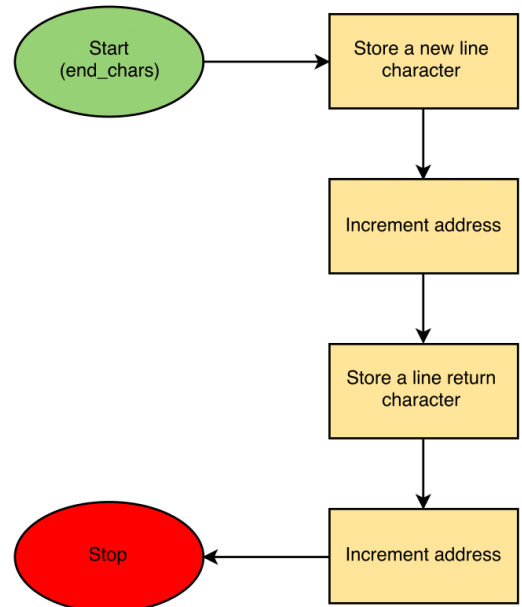 Start
(end_chars)
Store a new line
character
Increment address
Store a line return
character
Increment address
Stop